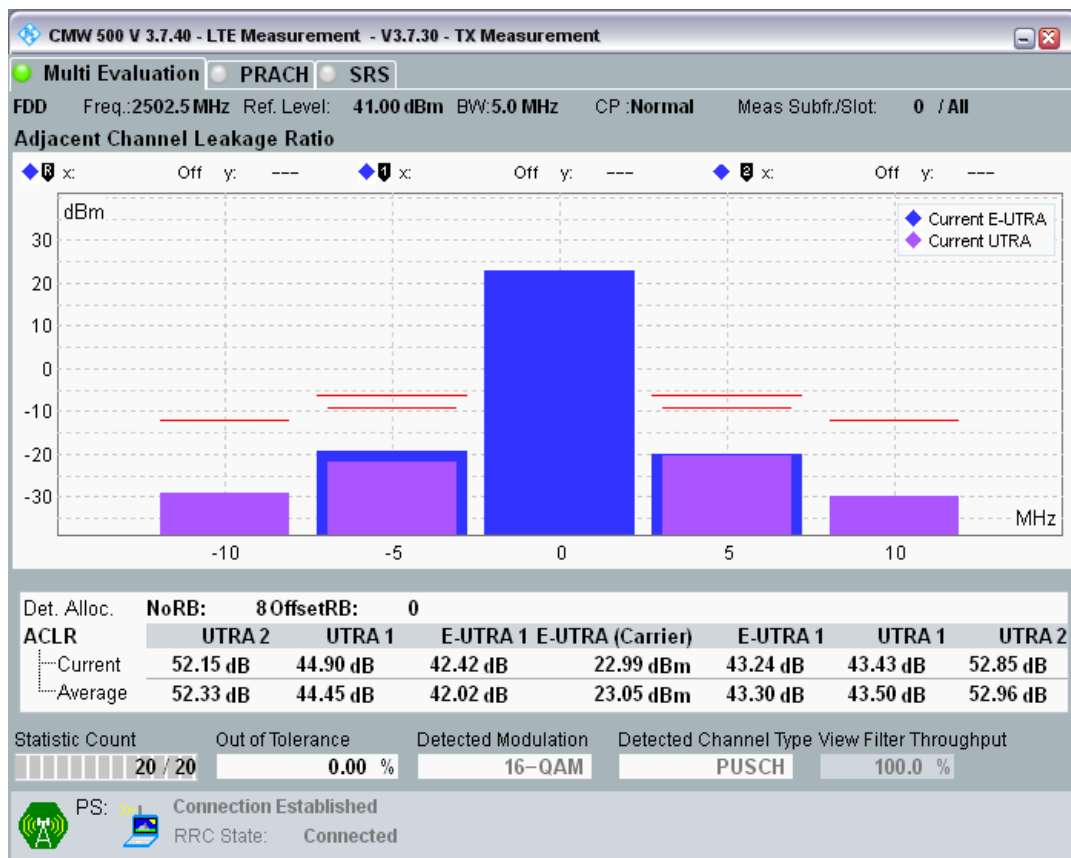 CMW 500 V 3.7.40 - LTE Measurement - V3.7.30 - TX Measurement
Multi Evaluation PRACH SRS
FDD Freq.:2502.5 MHz Ref. Level: 41.00 dBm BW:5.0 MHz CP :Normal Meas Subfr./Slot: 0 / All
Adjacent Channel Leakage Ratio
R x: Off y: --- 1 x: Off y: --- 2 x: Off y: ---
dBm
Current E-UTRA
Current UTRA
30
20
10
0
-10
-20
-30
MHz
-10 -5 0 5 10
Det. Alloc. NoRB: 8 OffsetRB: 0
ACLR UTRA 2 UTRA 1 E-UTRA 1 E-UTRA (Carrier) E-UTRA 1 UTRA 1 UTRA 2
Current 52.15 dB 44.90 dB 42.42 dB 22.99 dBm 43.24 dB 43.43 dB 52.85 dB
Average 52.33 dB 44.45 dB 42.02 dB 23.05 dBm 43.30 dB 43.50 dB 52.96 dB
Statistic Count Out of Tolerance Detected Modulation Detected Channel Type View Filter Throughput
20 / 20 0.00 % 16-QAM PUSCH 100.0 %
PS: Connection Established
RRC State: Connected